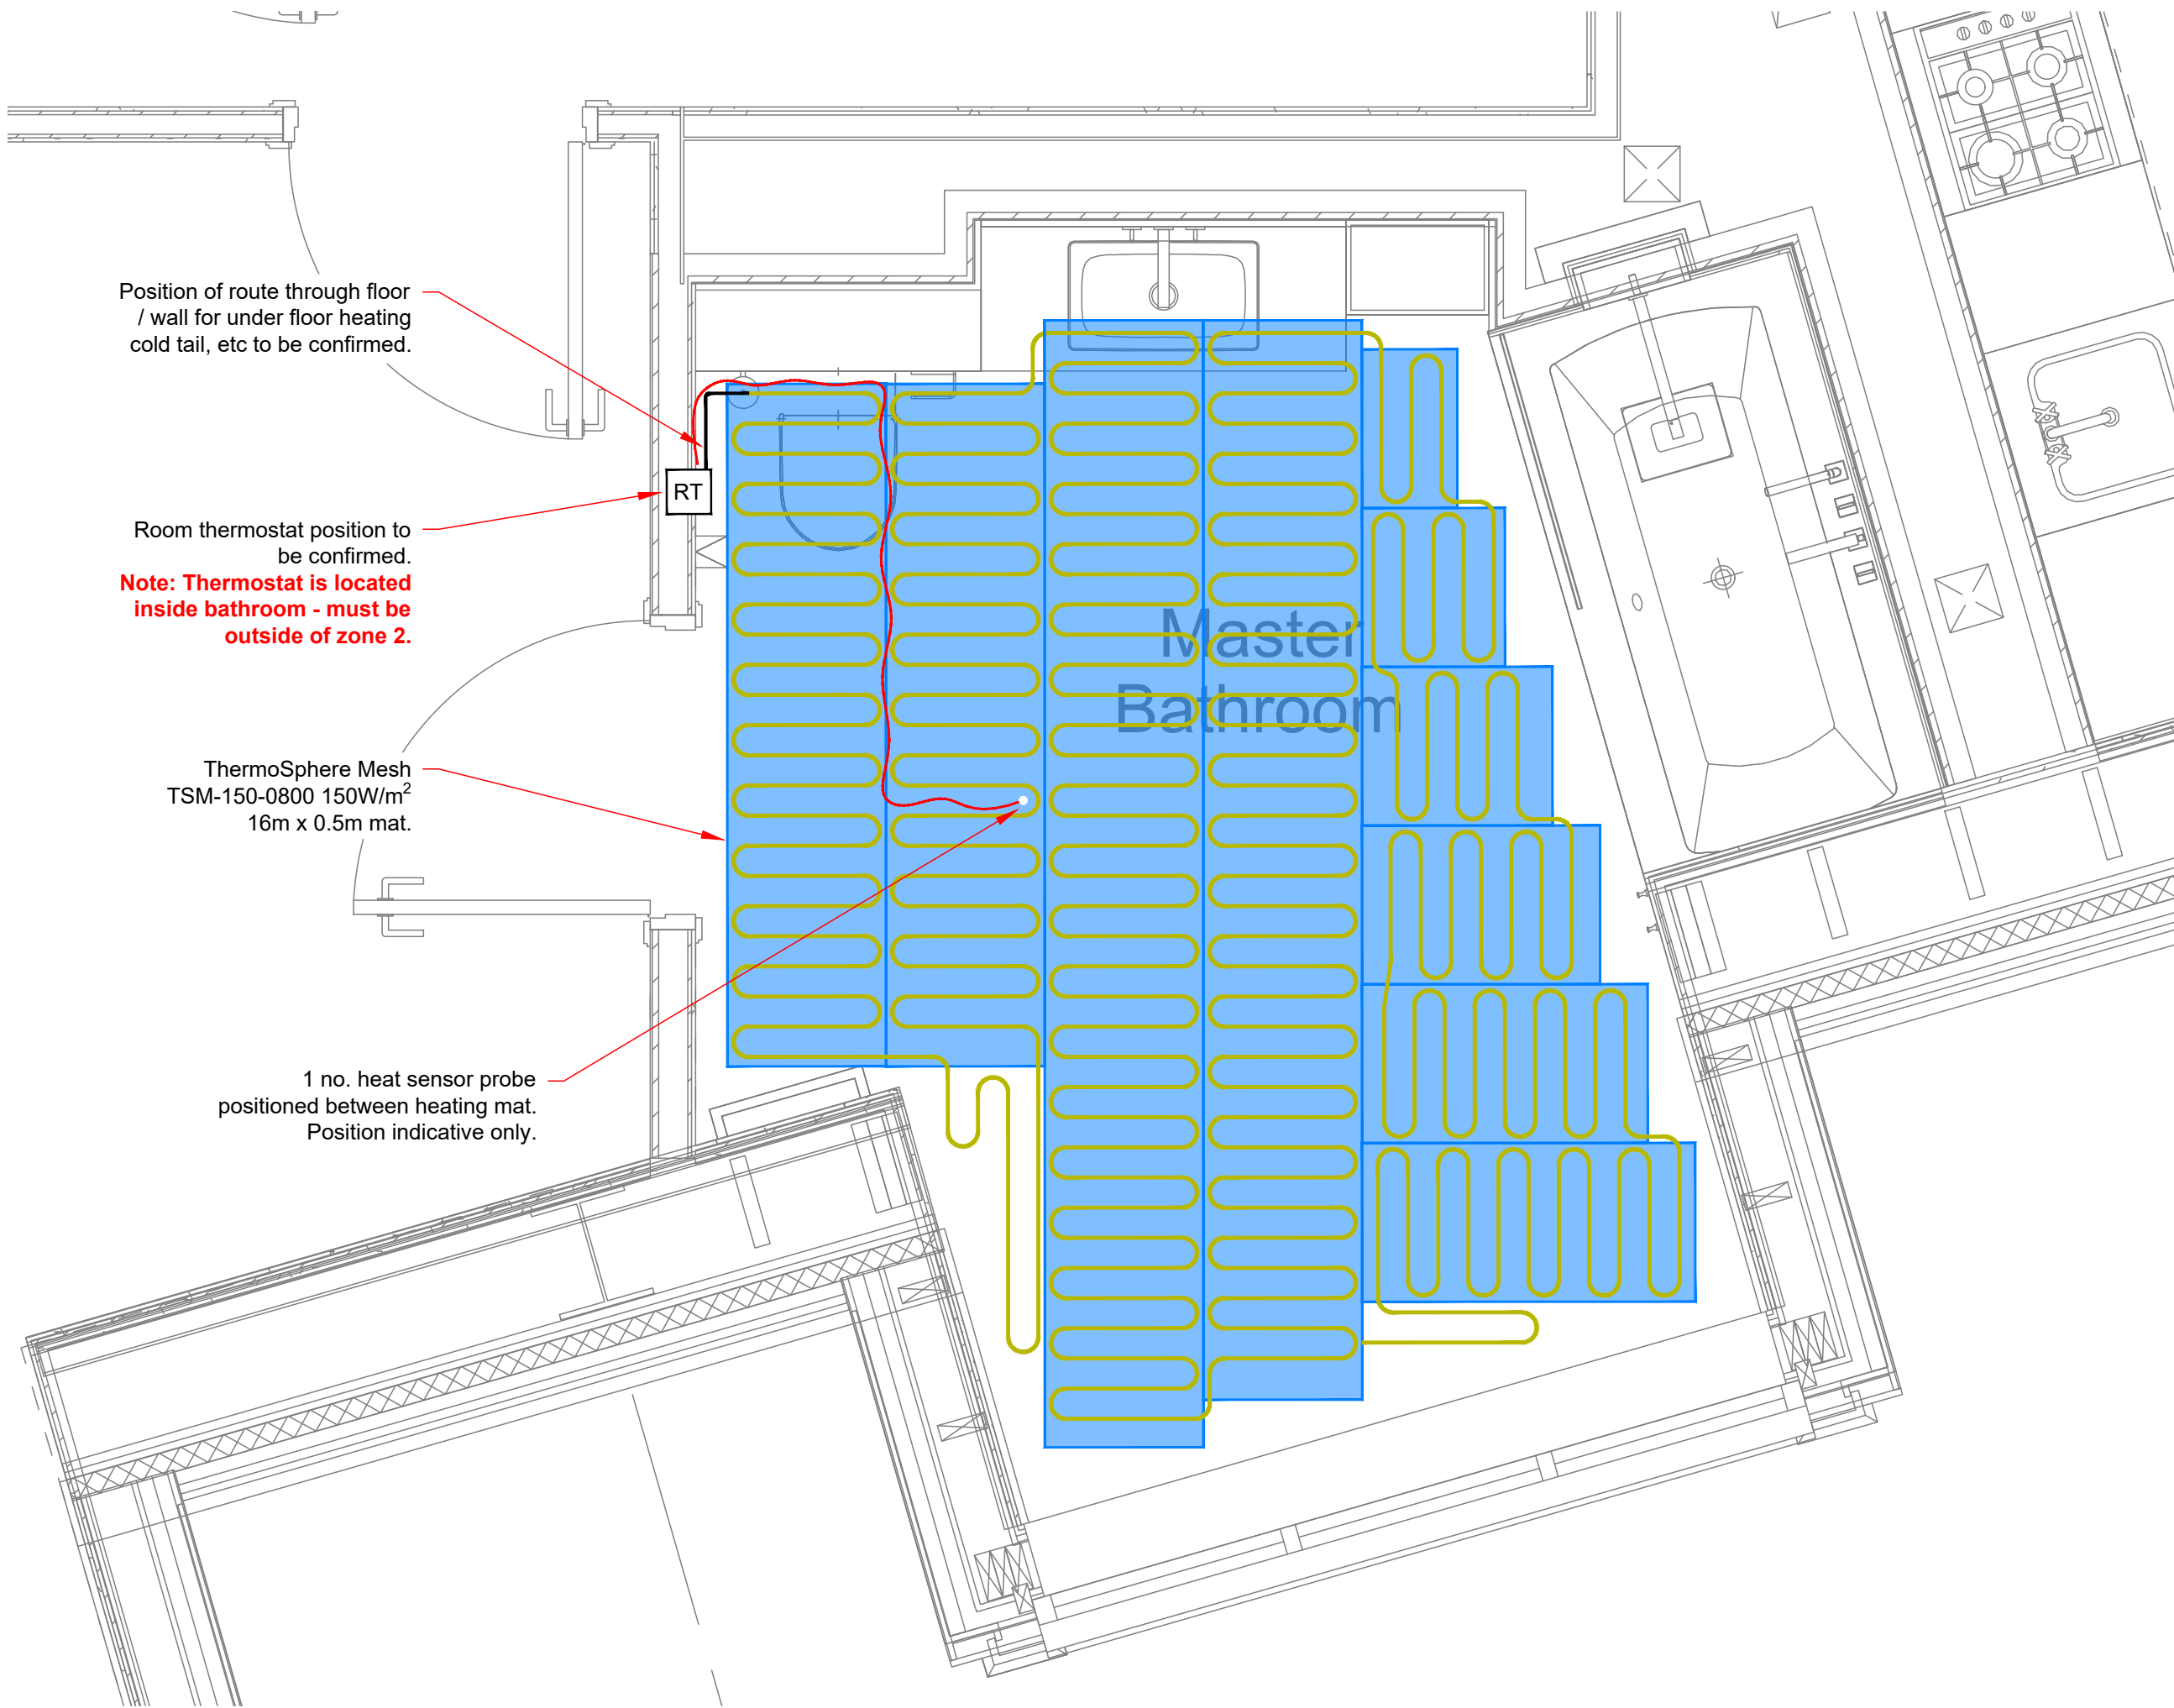 Position of route through floor
/ wall for under floor heating
cold tail, etc to be confirmed.
RT
Room thermostat position to
be confirmed.
Note: Thermostat is located
inside bathroom - must be
outside of zone 2.
Master
Bathroom
ThermoSphere Mesh
TSM-150-0800 150W/m²
16m x 0.5m mat.
1 no. heat sensor probe
positioned between heating mat.
Position indicative only.